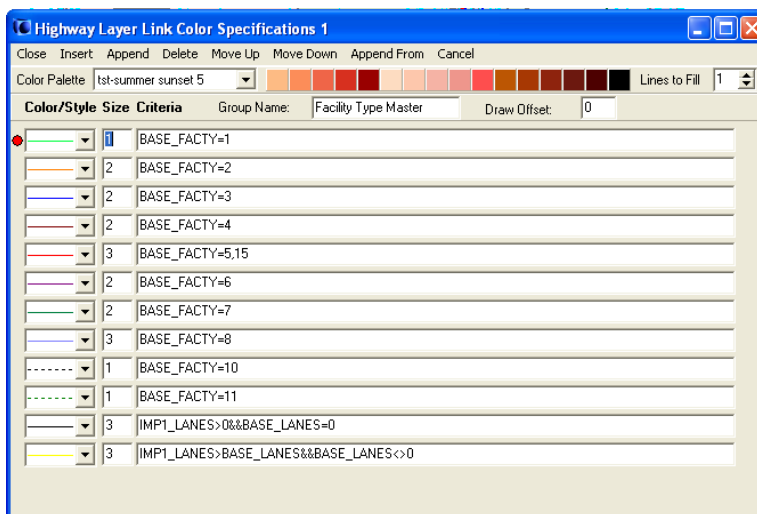 Highway Layer Link Color Specifications 1
Close Insert Append Delete Move Up Move Down Append From Cancel
Color Palette tst-summer sunset 5 Lines to Fill 1
Color/Style Size Criteria Group Name: Facility Type Master Draw Offset: 0
1 BASE_FACTY=1
2 BASE_FACTY=2
2 BASE_FACTY=3
2 BASE_FACTY=4
3 BASE_FACTY=5,15
2 BASE_FACTY=6
2 BASE_FACTY=7
3 BASE_FACTY=8
1 BASE_FACTY=10
1 BASE_FACTY=11
3 IMP1_LANES>0&&BASE_LANES=0
3 IMP1_LANES>BASE_LANES&&BASE_LANES<>0